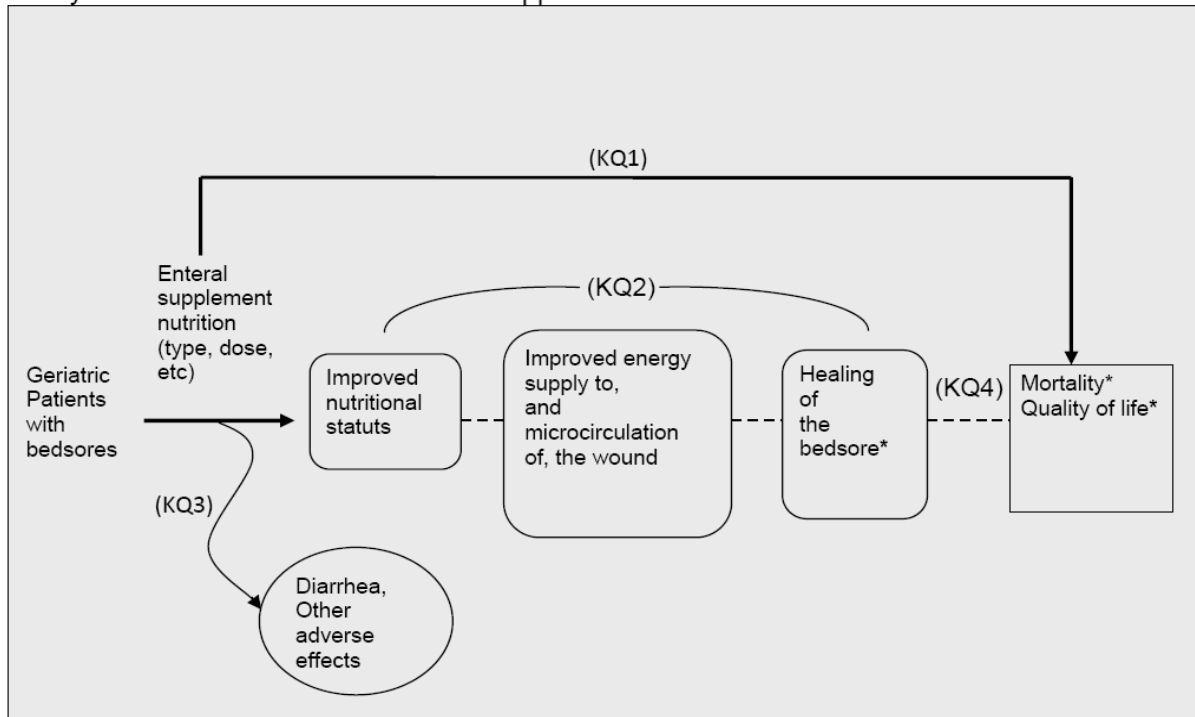 (KQ1)
Enteral
supplement
nutrition
(type, dose,
etc)
(KQ2)
Geriatric
Patients
with
bedsores
Improved
nutritional
statuts
Improved energy
supply to,
and
microcirculation
of, the wound
Healing
of
the
bedsore*
(KQ4)
Mortality*
Quality of life*
(KQ3)
Diarrhea,
Other
adverse
effects